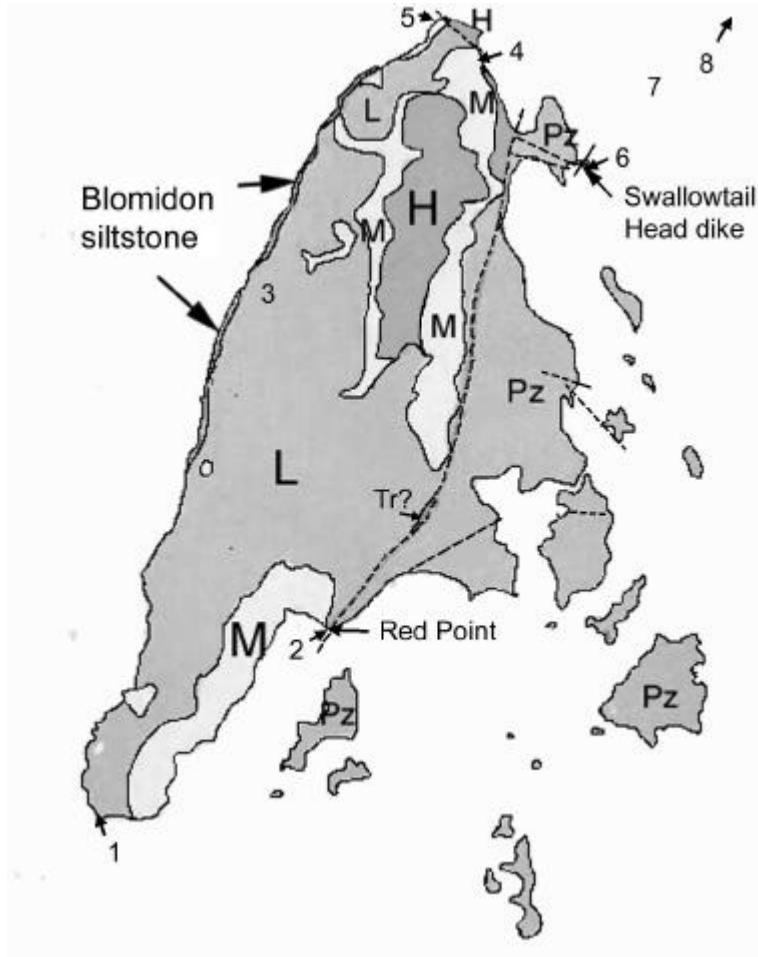 5
H
4
8
7
M
L
Pz
6
Blomidon
siltstone
Swallowtail
Head dike
H
M
3
M
Pz
L
Tr?
M
2
Red Point
Pz
Pz
1